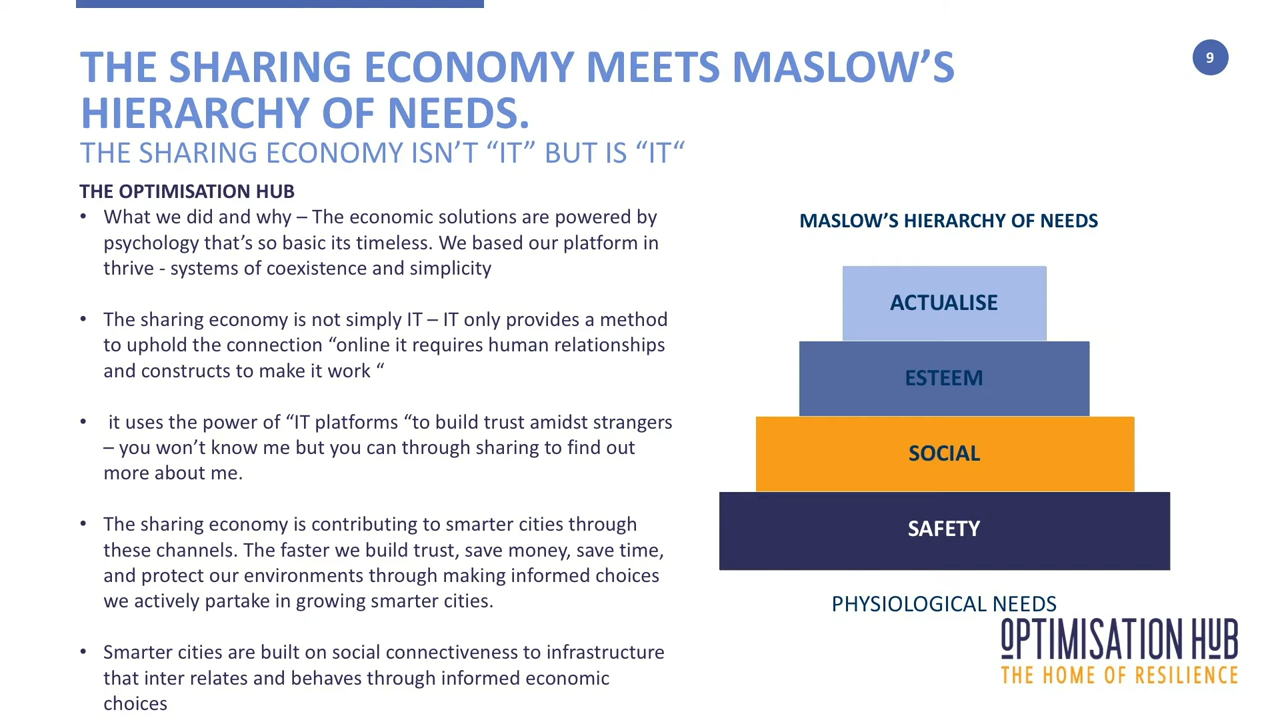 THE SHARING ECONOMY MEETS MASLOW’S
HIERARCHY OF NEEDS.
THE SHARING ECONOMY ISN’T “IT” BUT IS “IT“
9
THE OPTIMISATION HUB
• What we did and why – The economic solutions are powered by
psychology that’s so basic its timeless. We based our platform in
thrive - systems of coexistence and simplicity
• The sharing economy is not simply IT – IT only provides a method
to uphold the connection “online it requires human relationships
and constructs to make it work “
• it uses the power of “IT platforms “to build trust amidst strangers
– you won’t know me but you can through sharing to find out
more about me.
• The sharing economy is contributing to smarter cities through
these channels. The faster we build trust, save money, save time,
and protect our environments through making informed choices
we actively partake in growing smarter cities.
• Smarter cities are built on social connectiveness to infrastructure
that inter relates and behaves through informed economic
choices
MASLOW’S HIERARCHY OF NEEDS
ACTUALISE
ESTEEM
SOCIAL
SAFETY
PHYSIOLOGICAL NEEDS
OPTIMISATION HUB
THE HOME OF RESILIENCE